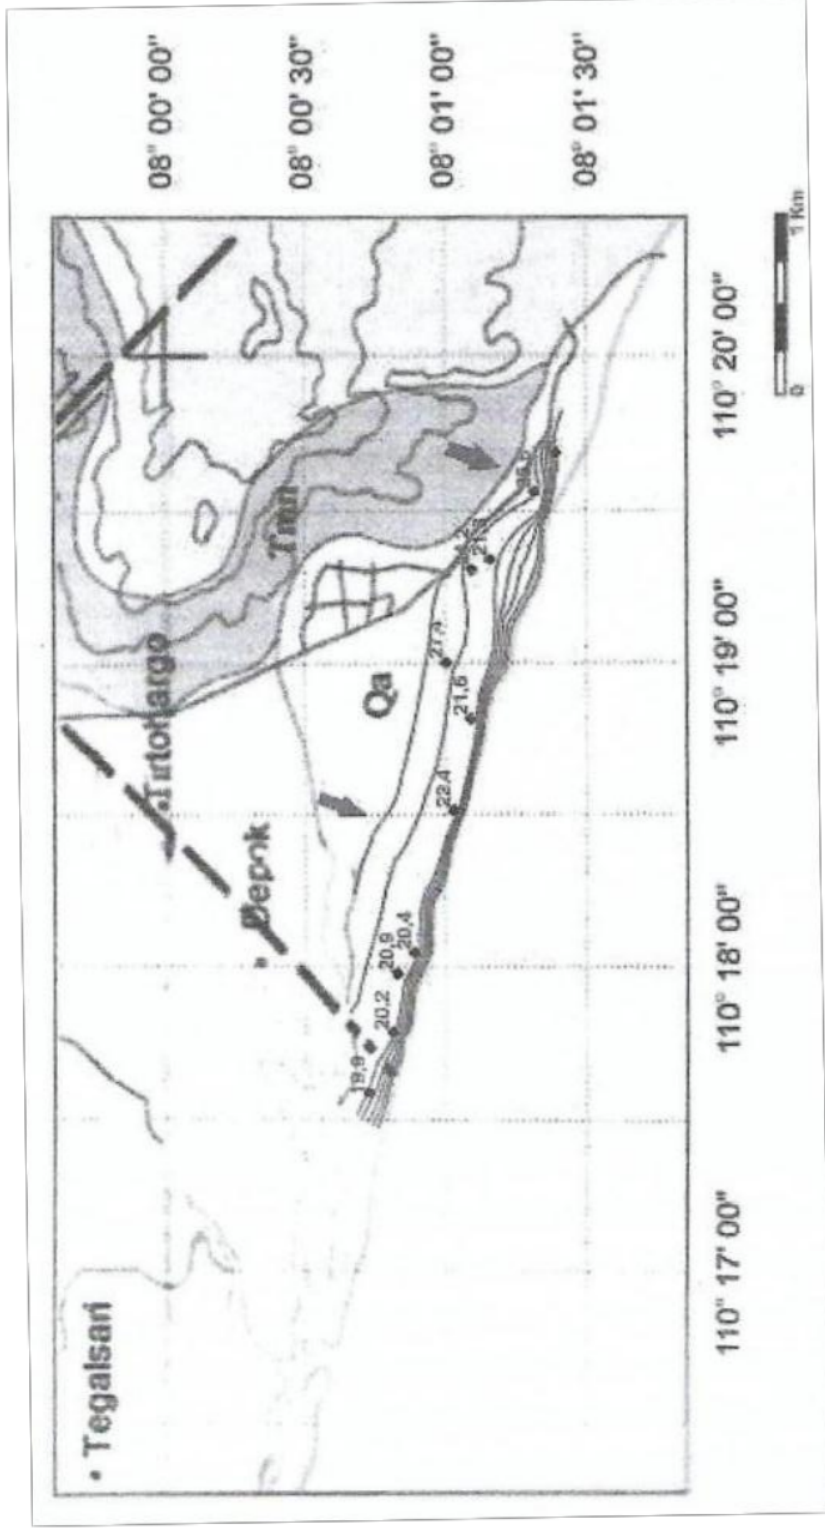 Tegalsari
Tirtohargo
Depok
Tmn
Qa
19,9
20,2
20,9
20,4
22,4
21,6
08° 00' 00"
08° 00' 30"
08° 01' 00"
08° 01' 30"
110° 17' 00"
110° 18' 00"
110° 19' 00"
110° 20' 00"
0
1 Km